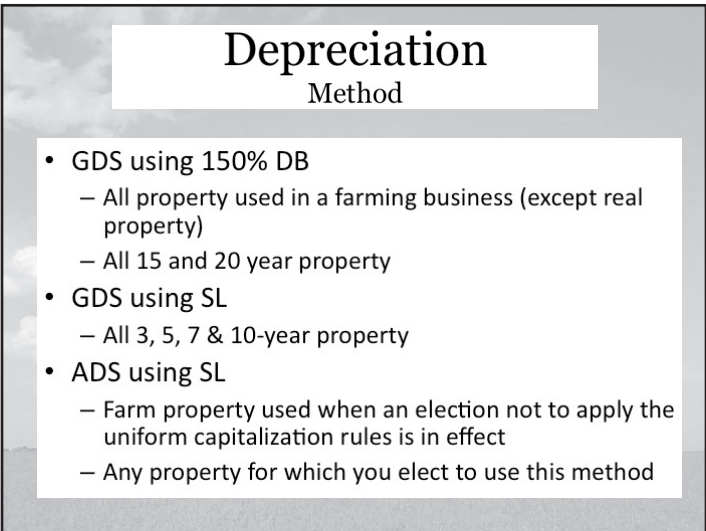 Depreciation
Method
• GDS using 150% DB
– All property used in a farming business (except real
property)
– All 15 and 20 year property
• GDS using SL
– All 3, 5, 7 & 10-year property
• ADS using SL
– Farm property used when an election not to apply the
uniform capitalization rules is in effect
– Any property for which you elect to use this method